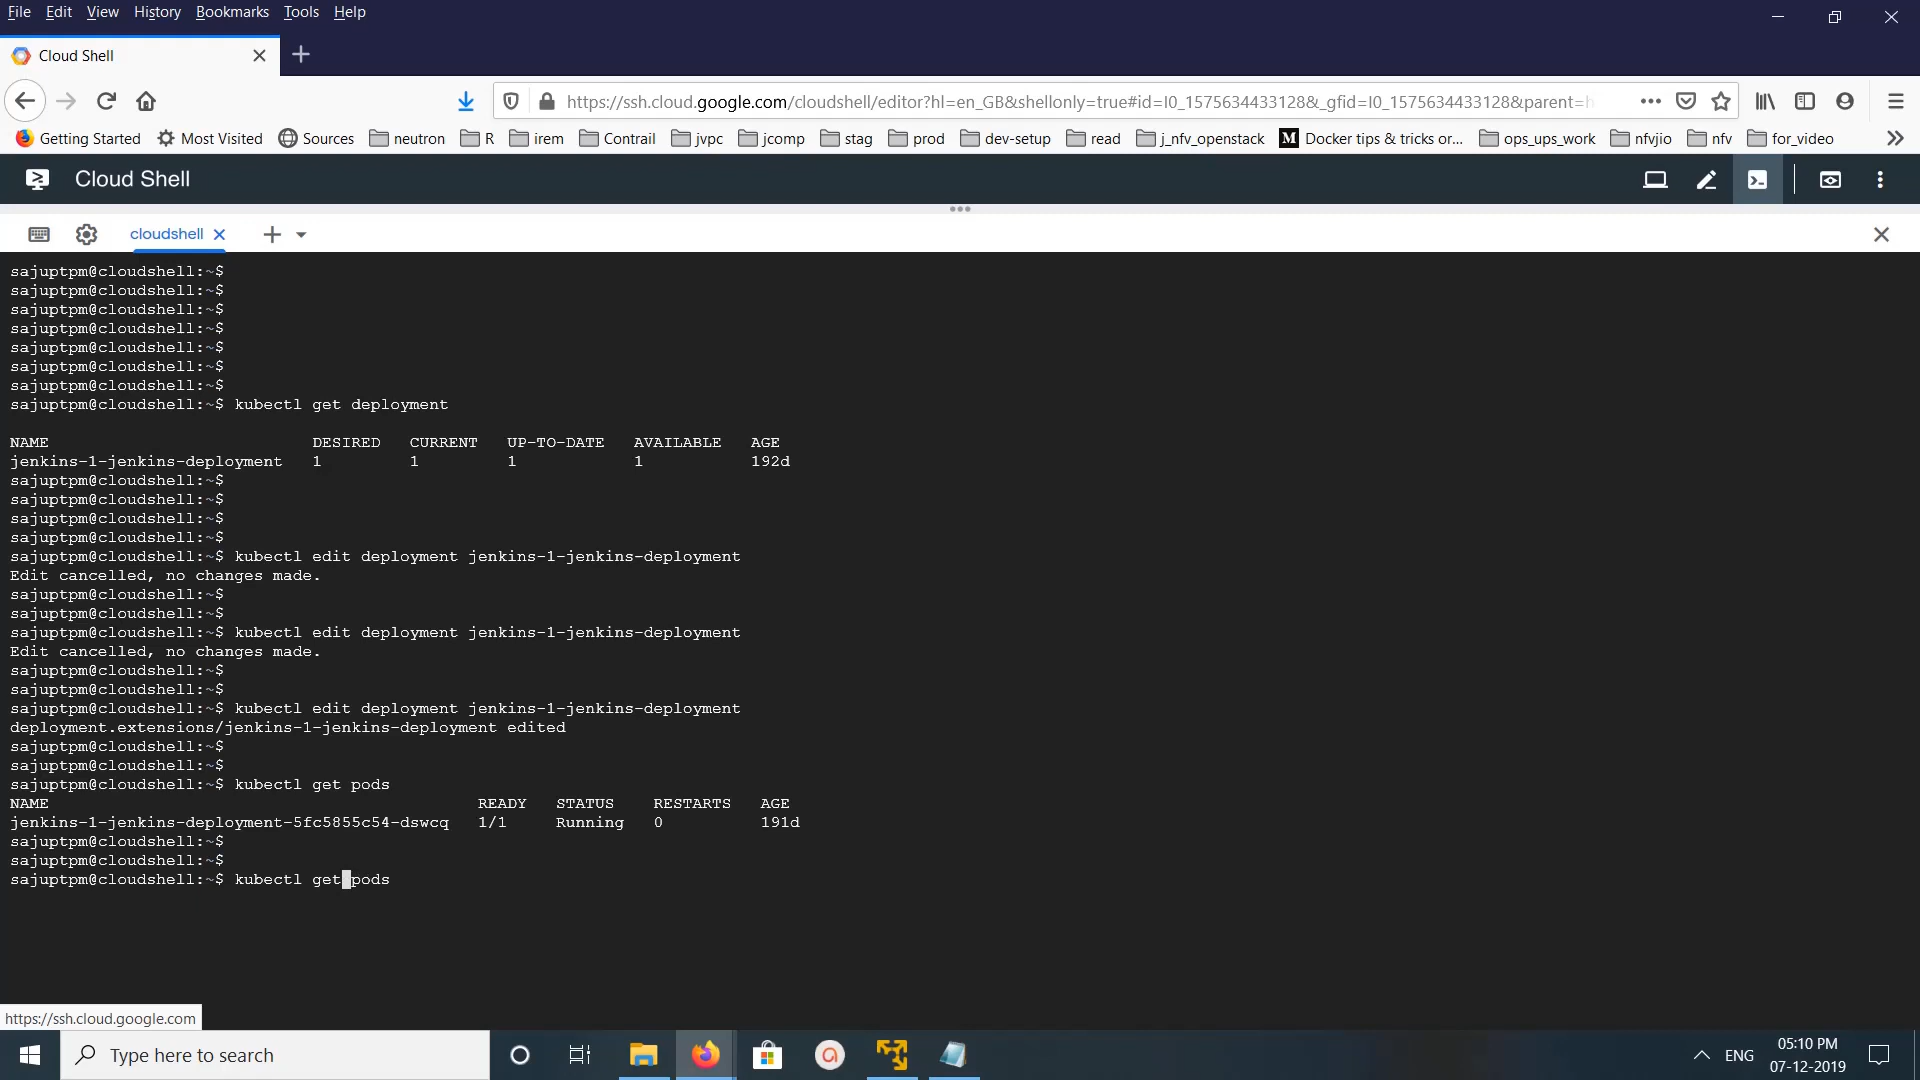 File Edit View History Bookmarks Tools Help
Cloud Shell
https://ssh.cloud.google.com/cloudshell/editor?hl=en_GB&shellonly=true#id=I0_1575634433128&_gfid=I0_1575634433128&parent=h
Getting Started Most Visited Sources neutron R irem Contrail jvpc jcomp stag prod dev-setup read j_nfv_openstack M Docker tips & tricks or... ops_ups_work nfvjio nfv for_video
Cloud Shell
cloudshell
sajuptpm@cloudshell:~$
sajuptpm@cloudshell:~$
sajuptpm@cloudshell:~$
sajuptpm@cloudshell:~$
sajuptpm@cloudshell:~$
sajuptpm@cloudshell:~$
sajuptpm@cloudshell:~$
sajuptpm@cloudshell:~$ kubectl get deployment
NAME DESIRED CURRENT UP-TO-DATE AVAILABLE AGE
jenkins-1-jenkins-deployment 1 1 1 1 192d
sajuptpm@cloudshell:~$
sajuptpm@cloudshell:~$
sajuptpm@cloudshell:~$
sajuptpm@cloudshell:~$
sajuptpm@cloudshell:~$ kubectl edit deployment jenkins-1-jenkins-deployment
Edit cancelled, no changes made.
sajuptpm@cloudshell:~$
sajuptpm@cloudshell:~$
sajuptpm@cloudshell:~$ kubectl edit deployment jenkins-1-jenkins-deployment
Edit cancelled, no changes made.
sajuptpm@cloudshell:~$
sajuptpm@cloudshell:~$
sajuptpm@cloudshell:~$ kubectl edit deployment jenkins-1-jenkins-deployment
deployment.extensions/jenkins-1-jenkins-deployment edited
sajuptpm@cloudshell:~$
sajuptpm@cloudshell:~$
sajuptpm@cloudshell:~$ kubectl get pods
NAME READY STATUS RESTARTS AGE
jenkins-1-jenkins-deployment-5fc5855c54-dswcq 1/1 Running 0 191d
sajuptpm@cloudshell:~$
sajuptpm@cloudshell:~$
sajuptpm@cloudshell:~$ kubectl get pods
https://ssh.cloud.google.com
Type here to search
ENG
05:10 PM
07-12-2019